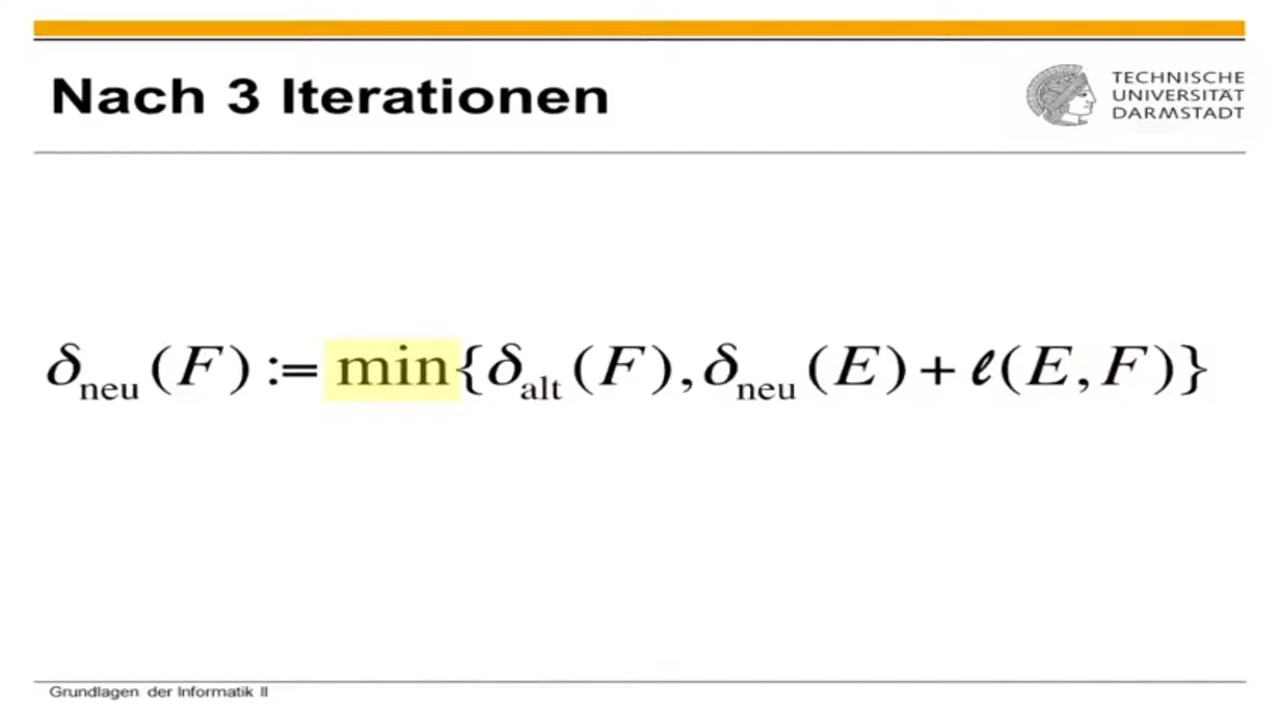 Nach 3 Iterationen
TECHNISCHE
UNIVERSITÄT
DARMSTADT
δ_neu(F) := min{δ_alt(F), δ_neu(E) + ℓ(E, F)}
Grundlagen der Informatik II